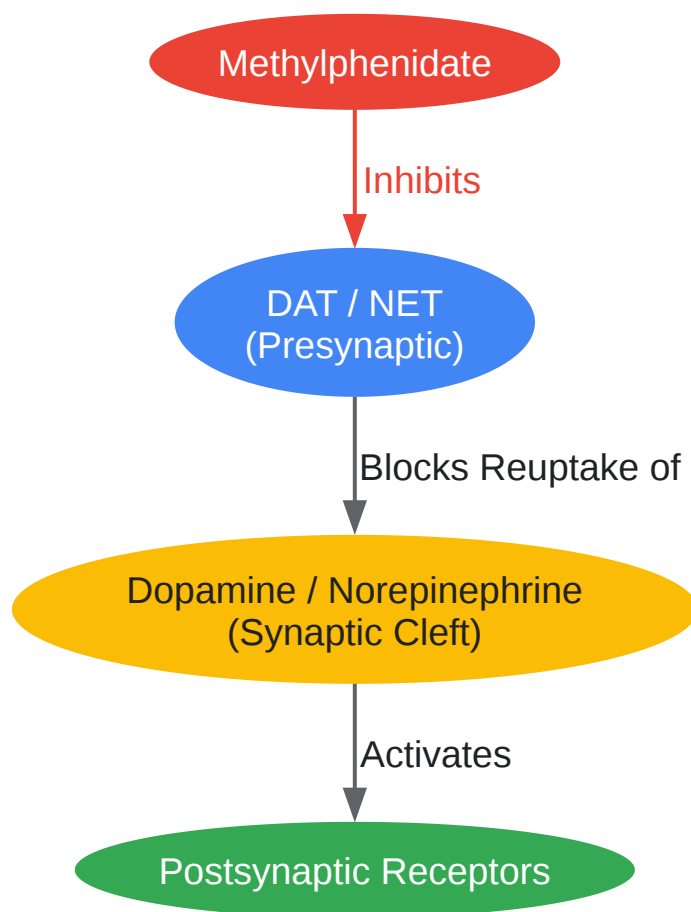 Methylphenidate
Inhibits
DAT / NET
(Presynaptic)
Blocks Reuptake of
Dopamine / Norepinephrine
(Synaptic Cleft)
Activates
Postsynaptic Receptors